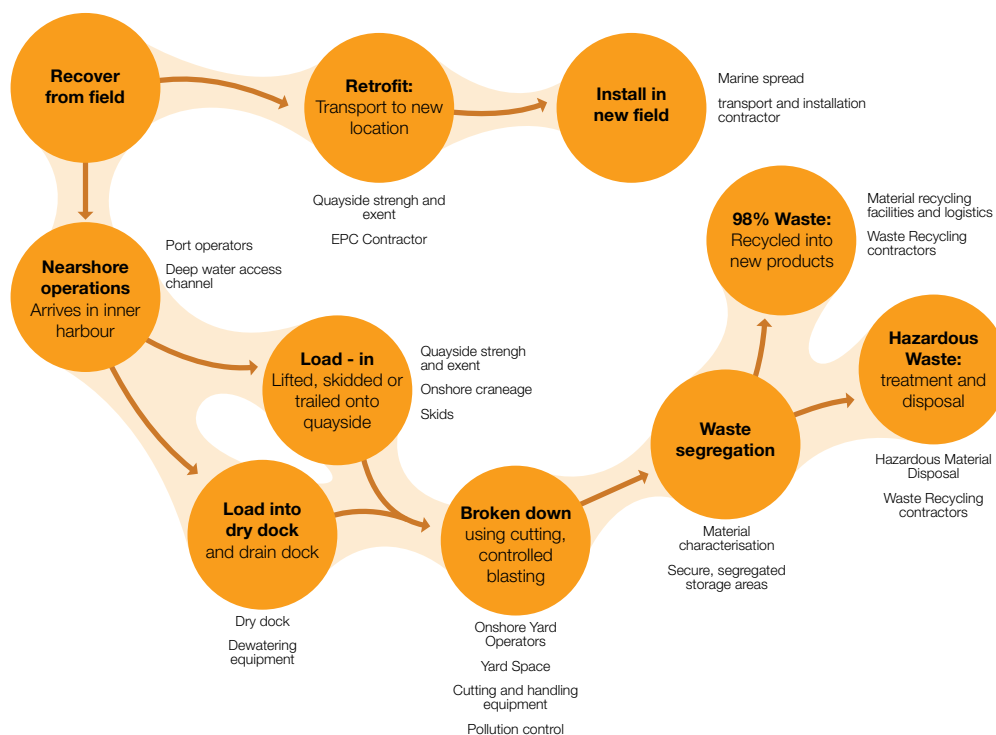 Recover
from field
Retrofit:
Transport to new
location
Quayside strengh and
exent
EPC Contractor
Install in
new field
Marine spread
transport and installation
contractor
Nearshore
operations
Arrives in inner
harbour
Port operators
Deep water access
channel
Load - in
Lifted, skidded or
trailed onto
quayside
Quayside strengh
and exent
Onshore craneage
Skids
Load into
dry dock
and drain dock
Dry dock
Dewatering
equipment
Broken down
using cutting,
controlled
blasting
Onshore Yard
Operators
Yard Space
Cutting and handling
equipment
Pollution control
Waste
segregation
Material
characterisation
Secure, segregated
storage areas
98% Waste:
Recycled into
new products
Material recycling
facilities and logistics
Waste Recycling
contractors
Hazardous
Waste:
treatment and
disposal
Hazardous Material
Disposal
Waste Recycling
contractors